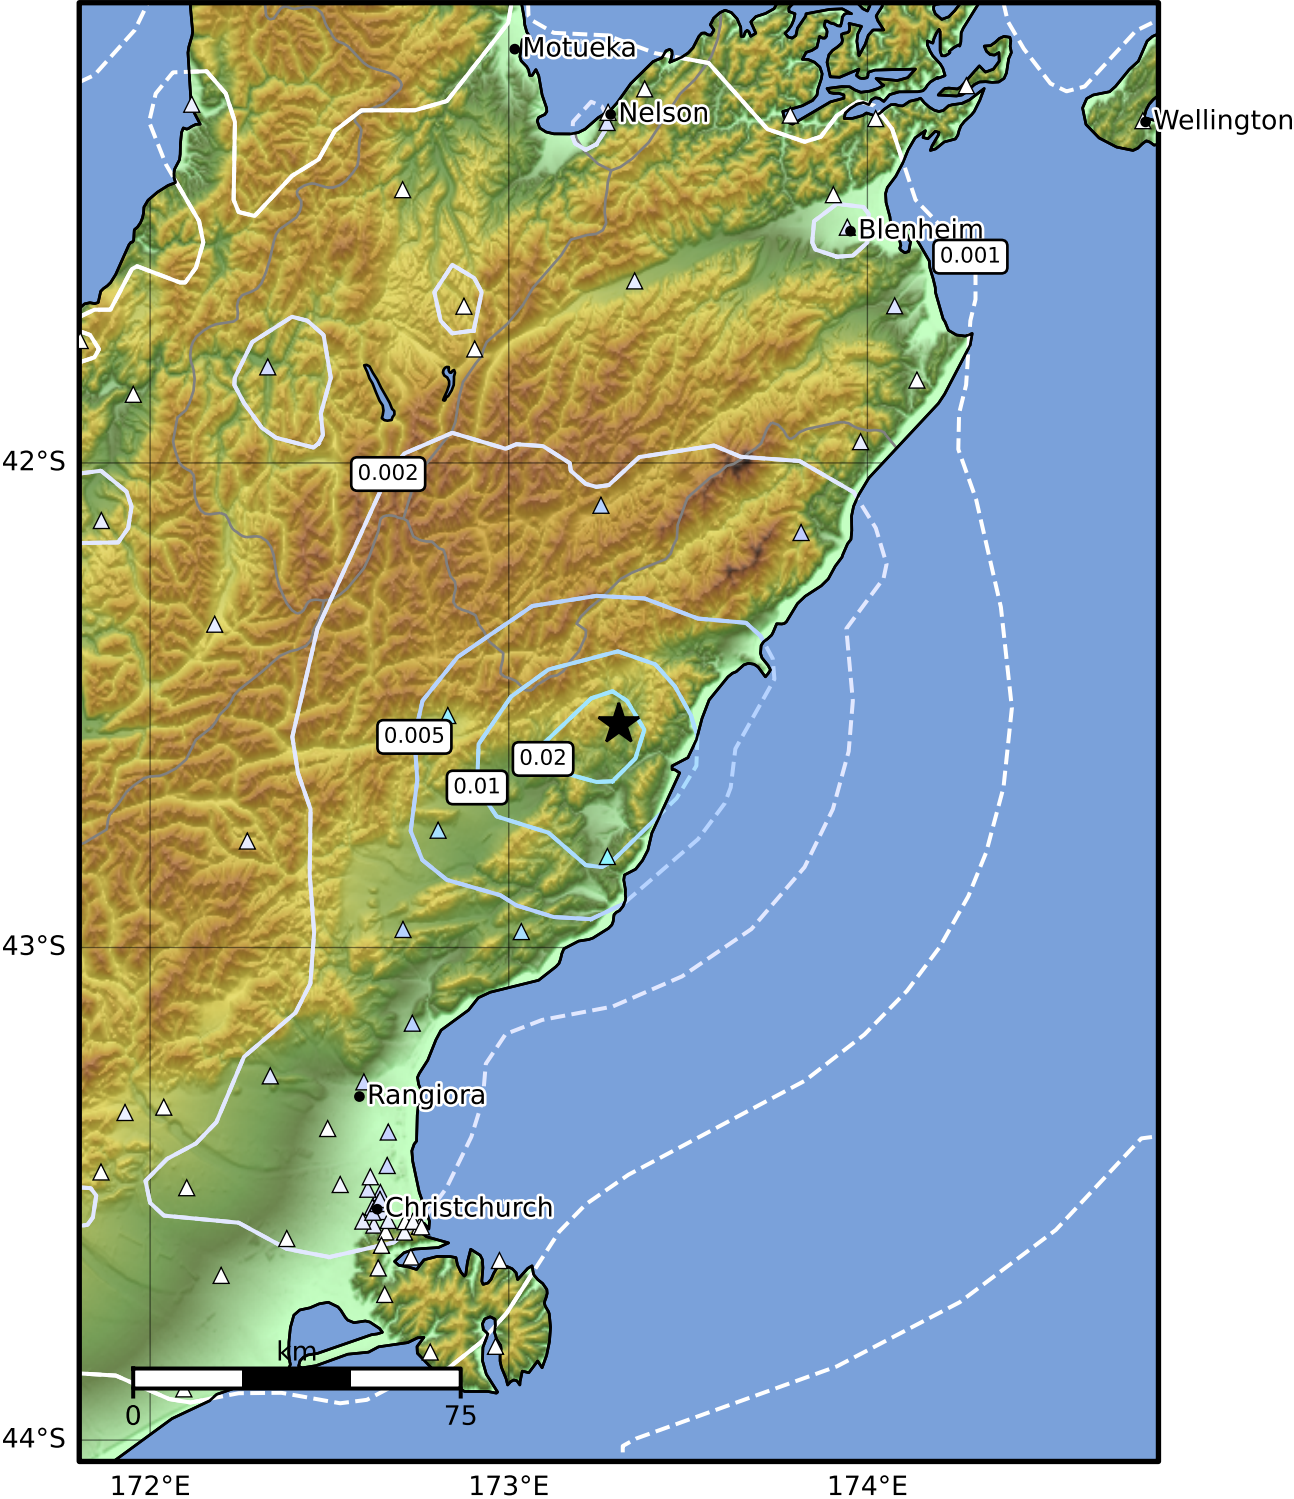 Motueka
Nelson
Wellington
Blenheim
0.001
42°S
0.002
0.005
0.02
0.01
43°S
Rangiora
Christchurch
km
0
75
44°S
172°E
173°E
174°E